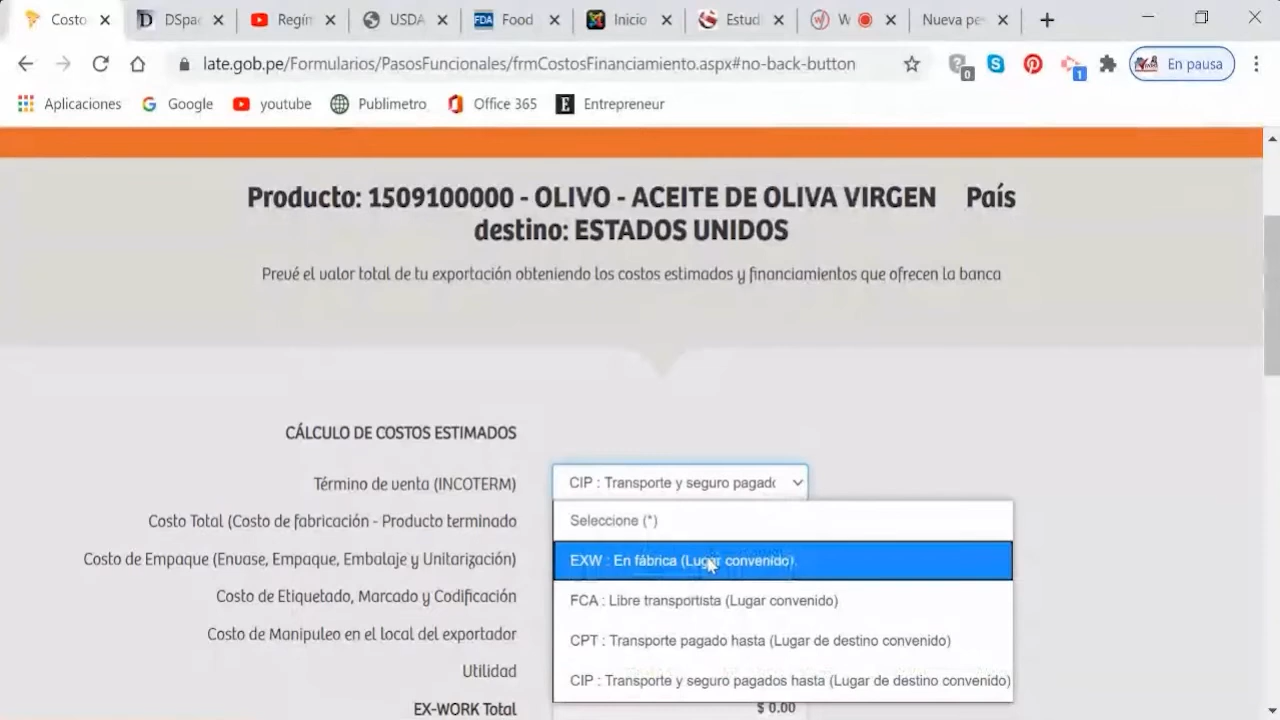 Costo
DSpa
Regín
USDA
FDA Food
Inicio
Estud
W
Nueva pe
late.gob.pe/Formularios/PasosFuncionales/frmCostosFinanciamiento.aspx#no-back-button
0
1
En pausa
Aplicaciones
Google
youtube
Publimetro
Office 365
E Entrepreneur
Producto: 1509100000 - OLIVO - ACEITE DE OLIVA VIRGEN País
destino: ESTADOS UNIDOS
Prevé el valor total de tu exportación obteniendo los costos estimados y financiamientos que ofrecen la banca
CÁLCULO DE COSTOS ESTIMADOS
Término de venta (INCOTERM)
CIP : Transporte y seguro pagad
Seleccione (*)
Costo Total (Costo de fabricación - Producto terminado
EXW : En fábrica (Lugar convenido)
Costo de Empaque (Envase, Empaque, Embalaje y Unitarización)
FCA : Libre transportista (Lugar convenido)
Costo de Etiquetado, Marcado y Codificación
CPT : Transporte pagado hasta (Lugar de destino convenido)
Costo de Manipuleo en el local del exportador
CIP : Transporte y seguro pagados hasta (Lugar de destino convenido)
Utilidad
EX-WORK Total
$ 0.00